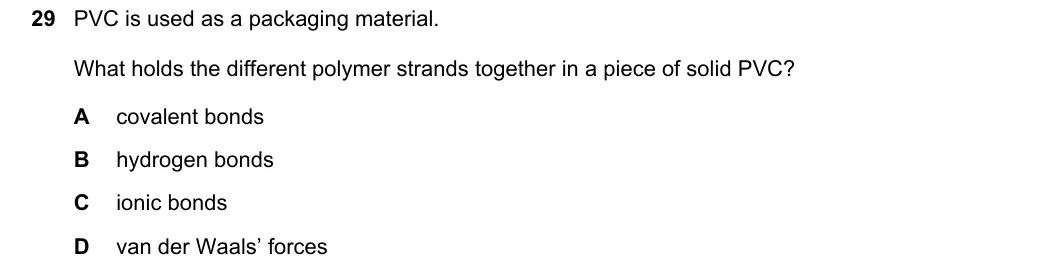 29 PVC is used as a packaging material.
What holds the different polymer strands together in a piece of solid PVC?
A covalent bonds
B hydrogen bonds
C ionic bonds
D van der Waals’ forces